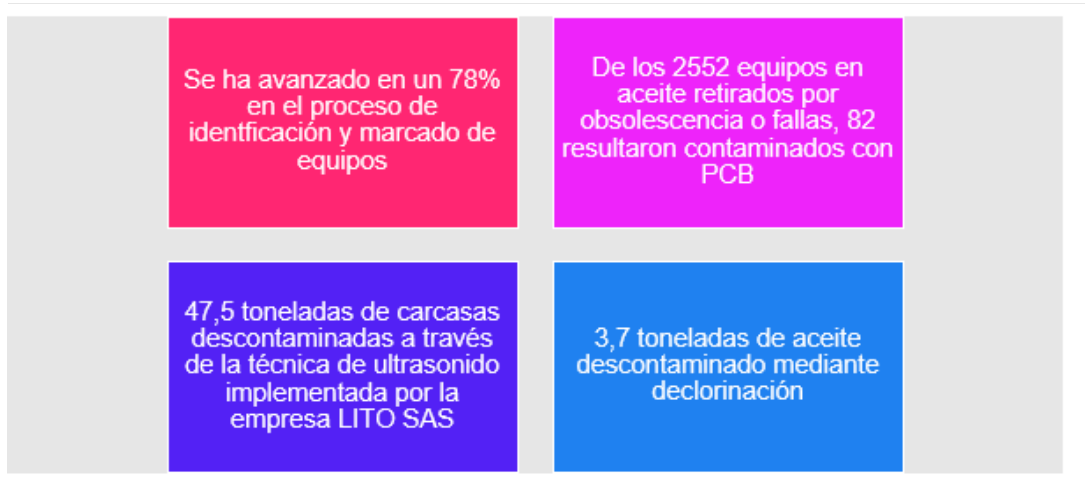 Se ha avanzado en un 78%
en el proceso de
identficación y marcado de
equipos
De los 2552 equipos en
aceite retirados por
obsolescencia o fallas, 82
resultaron contaminados con
PCB
47,5 toneladas de carcasas
descontaminadas a través
de la técnica de ultrasonido
implementada por la
empresa LITO SAS
3,7 toneladas de aceite
descontaminado mediante
declorinación